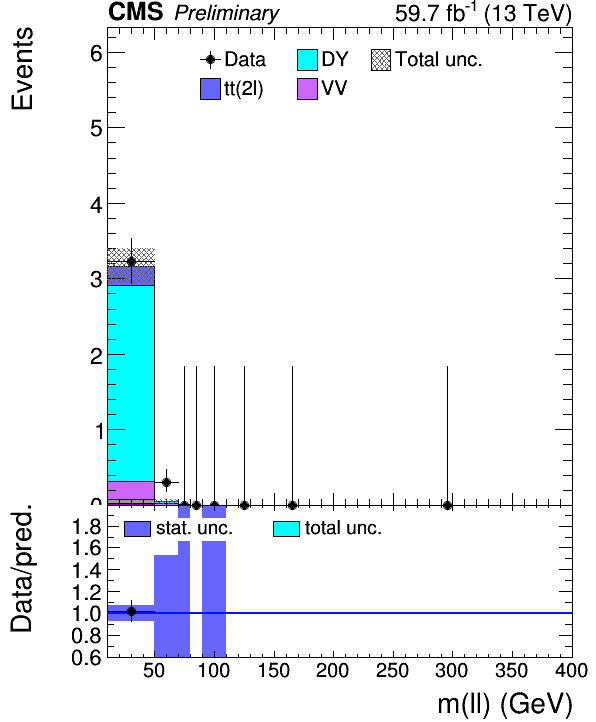 CMS Preliminary 59.7 fb⁻¹ (13 TeV)
Events
6
5
4
3
2
1
0
Data DY Total unc.
tt(2l) VV
Data/pred.
1.8
1.6
1.4
1.2
1.0
0.8
0.6
stat. unc. total unc.
50 100 150 200 250 300 350 400
m(ll) (GeV)